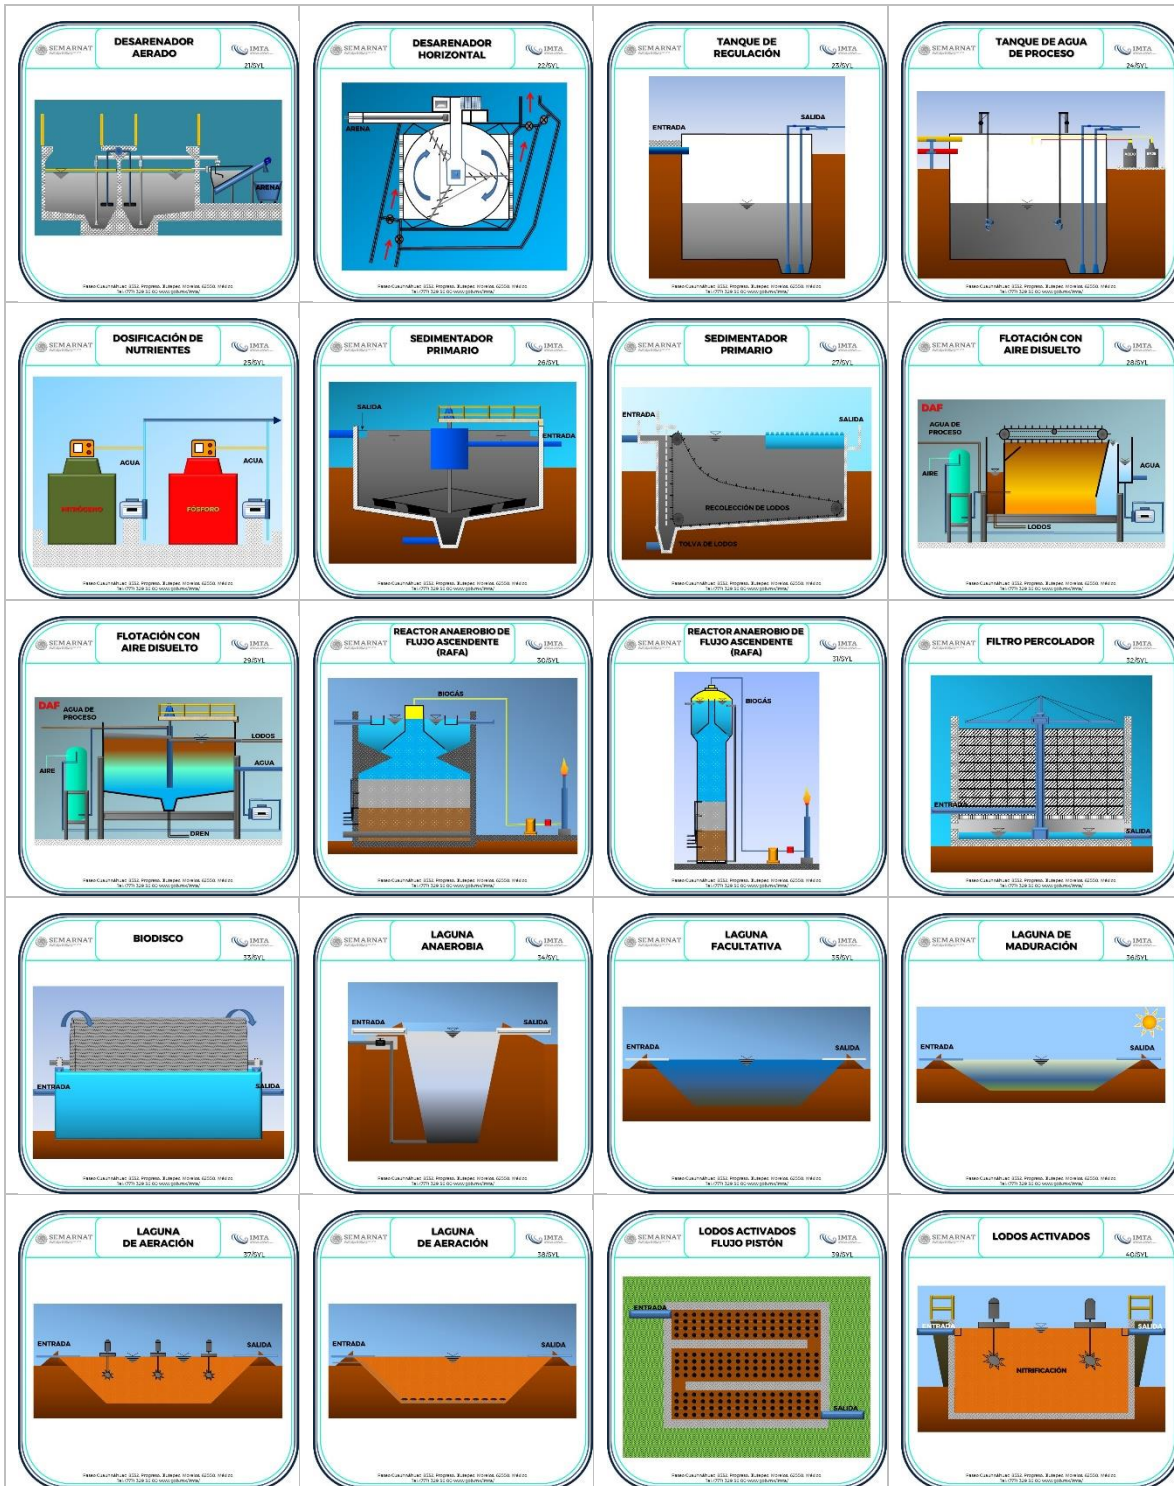 SEMARNAT
DESARENADOR
AERADO
IMTA
21/SYL
ARENA
SEMARNAT
DESARENADOR
HORIZONTAL
IMTA
22/SYL
ARENA
SEMARNAT
TANQUE DE
REGULACIÓN
IMTA
23/SYL
ENTRADA
SALIDA
SEMARNAT
TANQUE DE AGUA
DE PROCESO
IMTA
24/SYL
SEMARNAT
DOSIFICACIÓN DE
NUTRIENTES
IMTA
25/SYL
AGUA
AGUA
NITRÓGENO
FÓSFORO
SEMARNAT
SEDIMENTADOR
PRIMARIO
IMTA
26/SYL
SALIDA
ENTRADA
SEMARNAT
SEDIMENTADOR
PRIMARIO
IMTA
27/SYL
ENTRADA
SALIDA
RECOLECCIÓN DE LODOS
TOLVA DE LODOS
SEMARNAT
FLOTACIÓN CON
AIRE DISUELTO
IMTA
28/SYL
DAF
AGUA DE
PROCESO
AIRE
AGUA
LODOS
SEMARNAT
FLOTACIÓN CON
AIRE DISUELTO
IMTA
29/SYL
DAF
AGUA DE
PROCESO
LODOS
AIRE
AGUA
DREN
SEMARNAT
REACTOR ANAEROBIO DE
FLUJO ASCENDENTE
(RAFA)
IMTA
30/SYL
BIOGÁS
SEMARNAT
REACTOR ANAEROBIO DE
FLUJO ASCENDENTE
(RAFA)
IMTA
31/SYL
BIOGÁS
SEMARNAT
FILTRO PERCOLADOR
IMTA
32/SYL
ENTRADA
SALIDA
SEMARNAT
BIODISCO
IMTA
33/SYL
ENTRADA
SALIDA
SEMARNAT
LAGUNA
ANAEROBIA
IMTA
34/SYL
ENTRADA
SALIDA
SEMARNAT
LAGUNA
FACULTATIVA
IMTA
35/SYL
ENTRADA
SALIDA
SEMARNAT
LAGUNA DE
MADURACIÓN
IMTA
36/SYL
ENTRADA
SALIDA
SEMARNAT
LAGUNA
DE AERACIÓN
IMTA
37/SYL
ENTRADA
SALIDA
SEMARNAT
LAGUNA
DE AERACIÓN
IMTA
38/SYL
ENTRADA
SALIDA
SEMARNAT
LODOS ACTIVADOS
FLUJO PISTÓN
IMTA
39/SYL
ENTRADA
SALIDA
SEMARNAT
LODOS ACTIVADOS
IMTA
40/SYL
ENTRADA
SALIDA
NITRIFICACIÓN